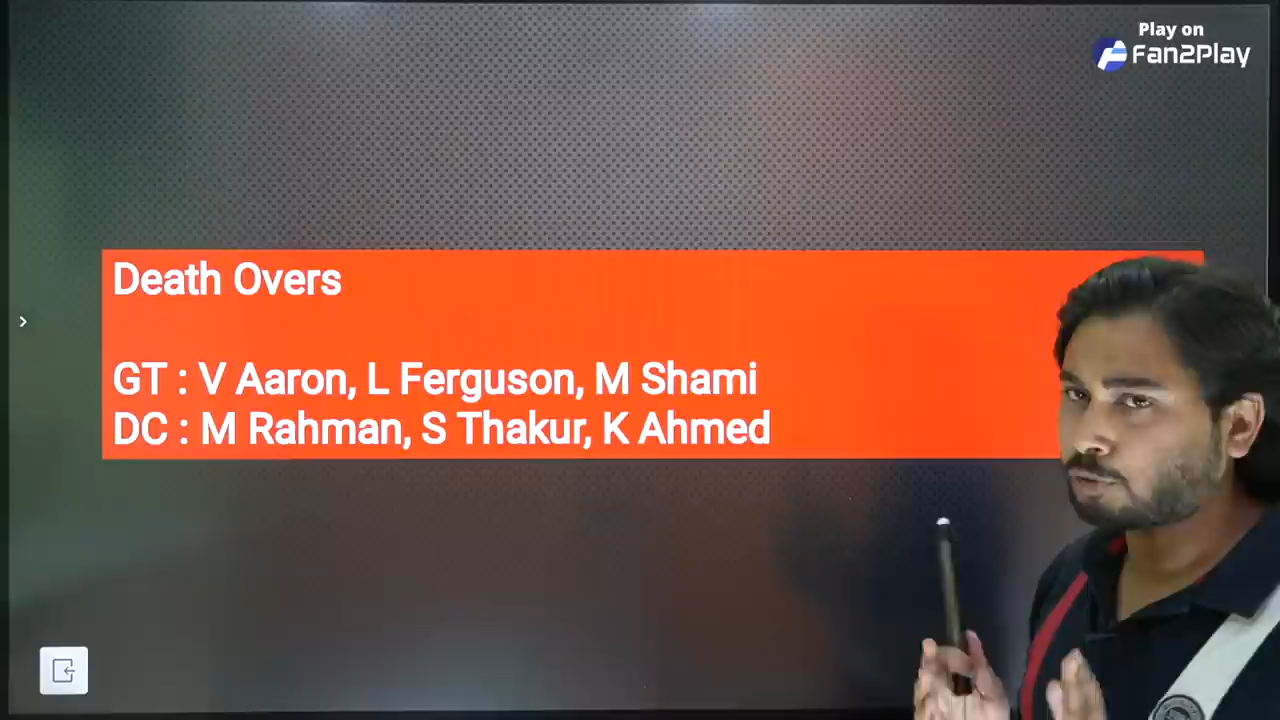 Play on
Fan2Play
Death Overs
GT : V Aaron, L Ferguson, M Shami
DC : M Rahman, S Thakur, K Ahmed